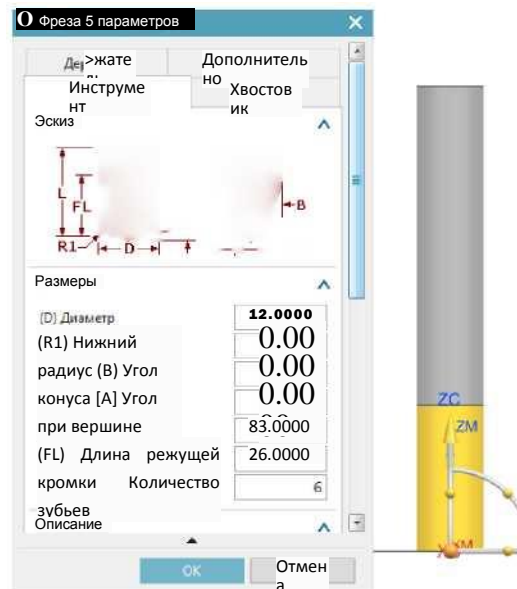 O Фреза 5 параметров
Дополнитель
но
Инструме
нт
Хвостов
ик
Эскиз
L
FL
B
R1
D
Размеры
(D) Диаметр 12.0000
(R1) Нижний 0.00
радиус (B) Угол 0.00
конуса [A] Угол 0.00
при вершине 83.0000
(FL) Длина режущей 26.0000
кромки Количество 6
зубьев
Описание
OK
Отмен
а
ZC
ZM